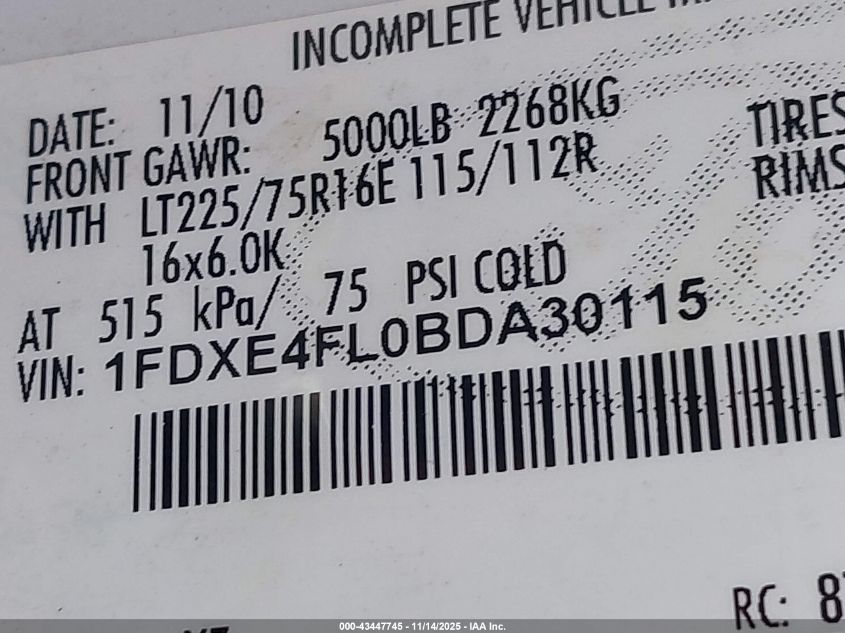 INCOMPLETE VEHICLE
DATE: 11/10
FRONT GAWR: 5000LB 2268KG
WITH LT225/75R16E 115/112R TIRES
16x6.0K RIMS
AT 515 kPa/ 75 PSI COLD
VIN: 1FDXE4FL0BDA30115
RC:
000-43447745 - 11/14/2025 - IAA Inc.